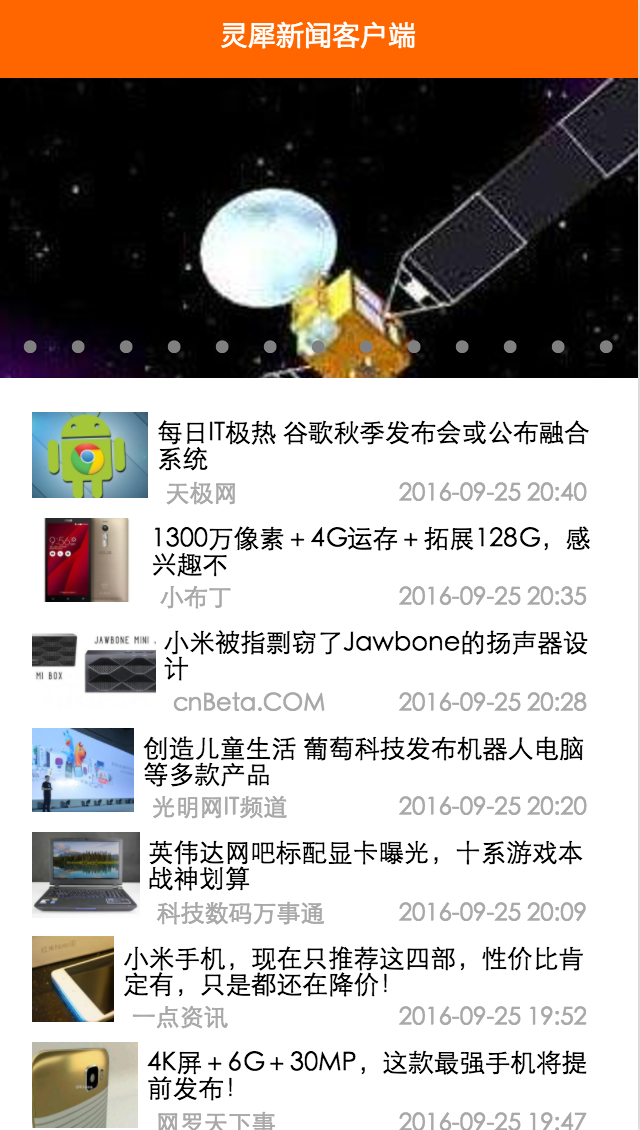 灵犀新闻客户端
每日IT极热 谷歌秋季发布会或公布融合
系统
天极网 2016-09-25 20:40
1300万像素＋4G运存＋拓展128G，感
兴趣不
小布丁 2016-09-25 20:35
JAWBONE MINI J
MI BOX
小米被指剽窃了Jawbone的扬声器设
计
cnBeta.COM 2016-09-25 20:28
创造儿童生活 葡萄科技发布机器人电脑
等多款产品
光明网IT频道 2016-09-25 20:20
英伟达网吧标配显卡曝光，十系游戏本
战神划算
科技数码万事通 2016-09-25 20:09
小米手机，现在只推荐这四部，性价比肯
定有，只是都还在降价！
一点资讯 2016-09-25 19:52
4K屏＋6G＋30MP，这款最强手机将提
前发布！
网罗天下事 2016-09-25 19:47